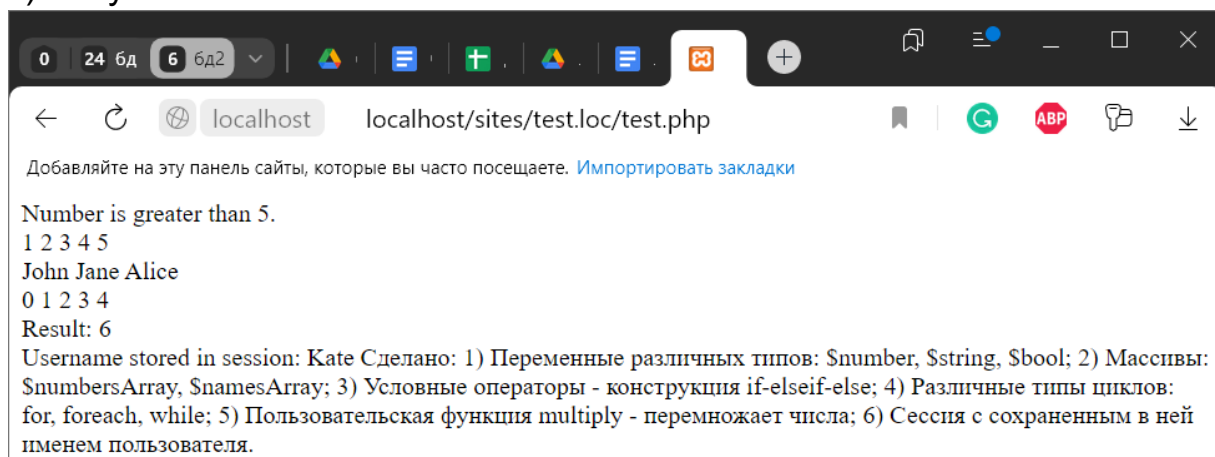 0 24 бд 6 бд2
localhost localhost/sites/test.loc/test.php ABP
Добавляйте на эту панель сайты, которые вы часто посещаете. Импортировать закладки
Number is greater than 5.
1 2 3 4 5
John Jane Alice
0 1 2 3 4
Result: 6
Username stored in session: Kate Сделано: 1) Переменные различных типов: $number, $string, $bool; 2) Массивы:
$numbersArray, $namesArray; 3) Условные операторы - конструкция if-elseif-else; 4) Различные типы циклов:
for, foreach, while; 5) Пользовательская функция multiply - перемножает числа; 6) Сессия с сохраненным в ней
именем пользователя.